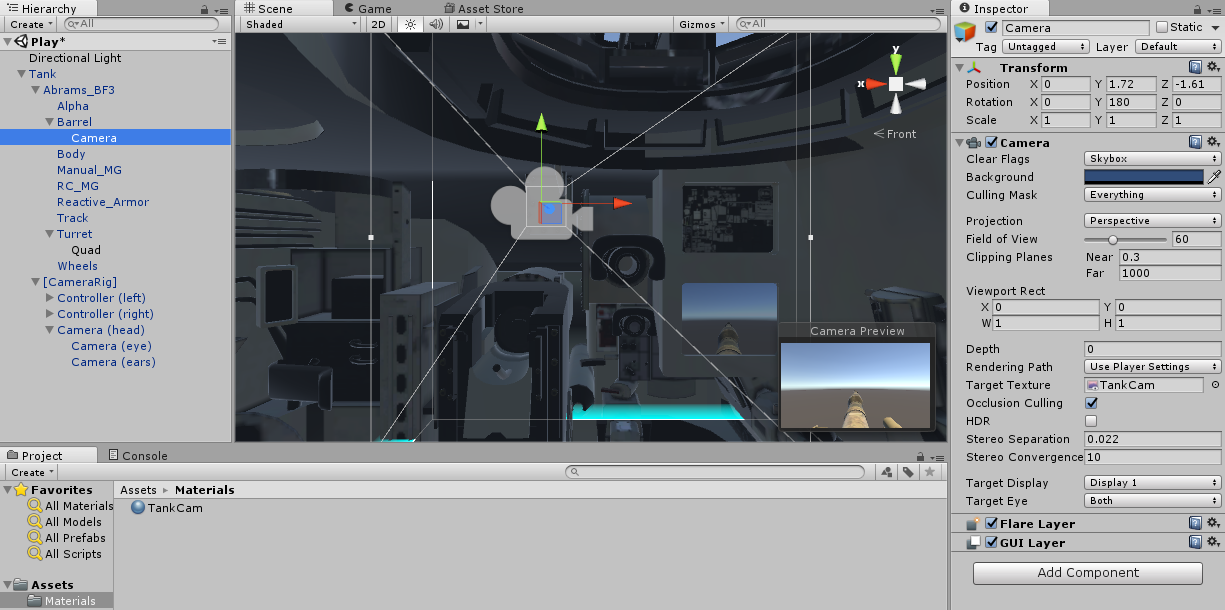 Hierarchy
Create
All
Play*
Directional Light
Tank
Abrams_BF3
Alpha
Barrel
Camera
Body
Manual_MG
RC_MG
Reactive_Armor
Track
Turret
Quad
Wheels
[CameraRig]
Controller (left)
Controller (right)
Camera (head)
Camera (eye)
Camera (ears)
Scene Game Asset Store
Shaded 2D Gizmos All
y
x
Front
Camera Preview
Inspector
Camera Static
Tag Untagged Layer Default
Transform
Position X 0 Y 1.72 Z -1.61
Rotation X 0 Y 180 Z 0
Scale X 1 Y 1 Z 1
Camera
Clear Flags Skybox
Background
Culling Mask Everything
Projection Perspective
Field of View 60
Clipping Planes Near 0.3
Far 1000
Viewport Rect
X 0 Y 0
W 1 H 1
Depth 0
Rendering Path Use Player Settings
Target Texture TankCam
Occlusion Culling
HDR
Stereo Separation 0.022
Stereo Convergence 10
Target Display Display 1
Target Eye Both
Flare Layer
GUI Layer
Add Component
Project Console
Create
Favorites
All Materials
All Models
All Prefabs
All Scripts
Assets
Materials
Assets Materials
TankCam